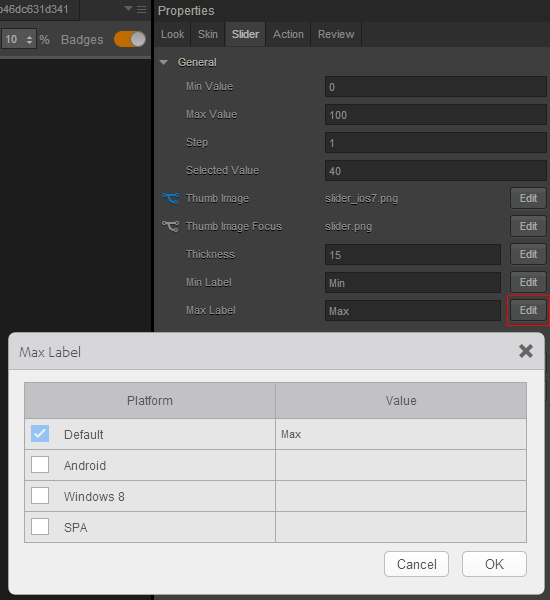 b46dc631d341
10 % Badges
Properties
Look Skin Slider Action Review
General
Min Value 0
Max Value 100
Step 1
Selected Value 40
Thumb Image slider_ios7.png Edit
Thumb Image Focus slider.png Edit
Thickness 15 Edit
Min Label Min Edit
Max Label Max Edit
Max Label
Platform Value
Default Max
Android
Windows 8
SPA
Cancel OK